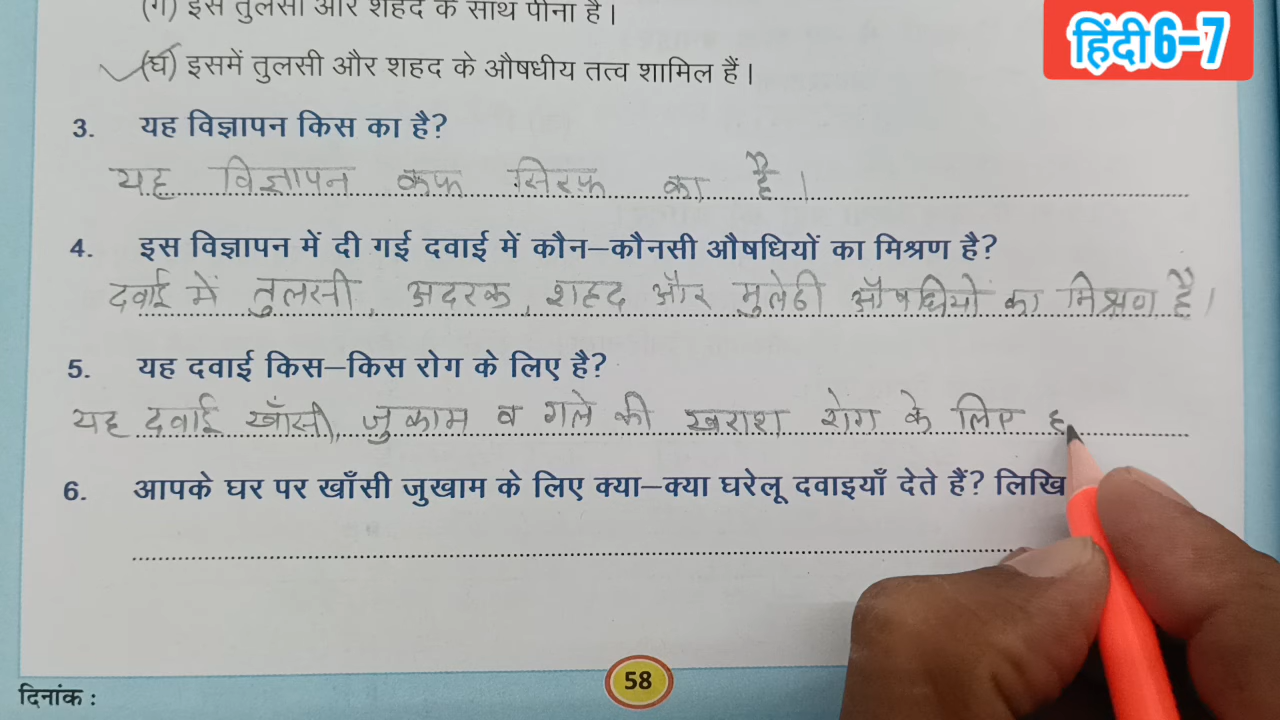 (ग) इसे तुलसी और शहद के साथ पीना है।
हिंदी 6-7
(घ) इसमें तुलसी और शहद के औषधीय तत्व शामिल हैं।
3. यह विज्ञापन किस का है?
यह विज्ञापन कफ सिरफ का है।
4. इस विज्ञापन में दी गई दवाई में कौन–कौनसी औषधियों का मिश्रण है?
दवाई में तुलसी, अदरक, शहद और मुलेठी औषधियों का मिश्रण है।
5. यह दवाई किस–किस रोग के लिए है?
यह दवाई खाँसी, जुकाम व गले की खराश रोग के लिए ह
6. आपके घर पर खाँसी जुखाम के लिए क्या–क्या घरेलू दवाइयाँ देते हैं? लिखि
58
दिनांक :